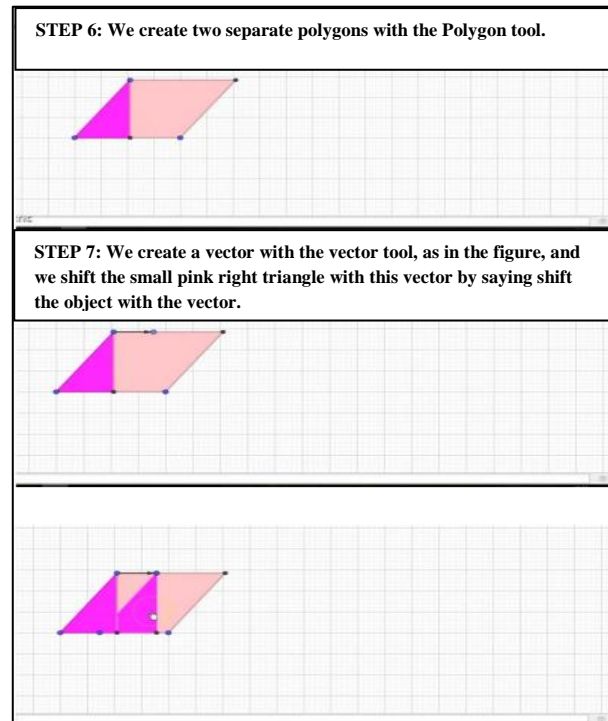 STEP 6: We create two separate polygons with the Polygon tool.
STEP 7: We create a vector with the vector tool, as in the figure, and
we shift the small pink right triangle with this vector by saying shift
the object with the vector.